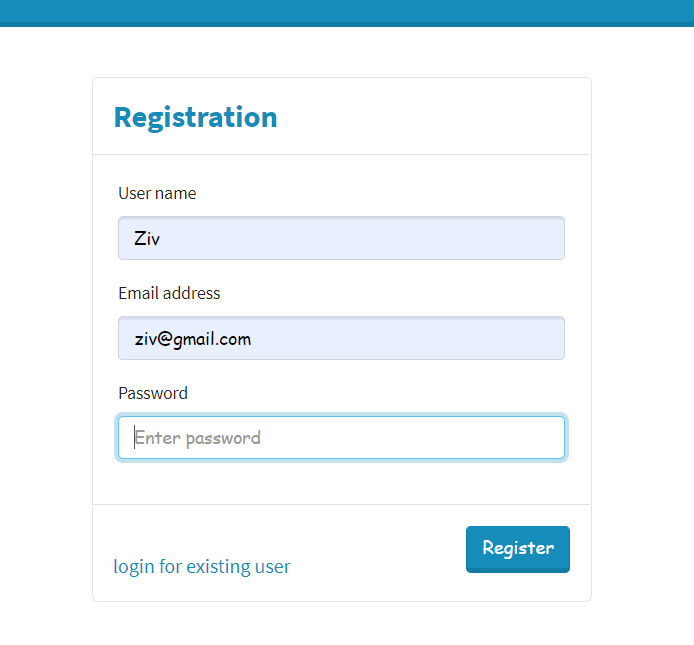 Registration
User name
Ziv
Email address
ziv@gmail.com
Password
Enter password
login for existing user
Register